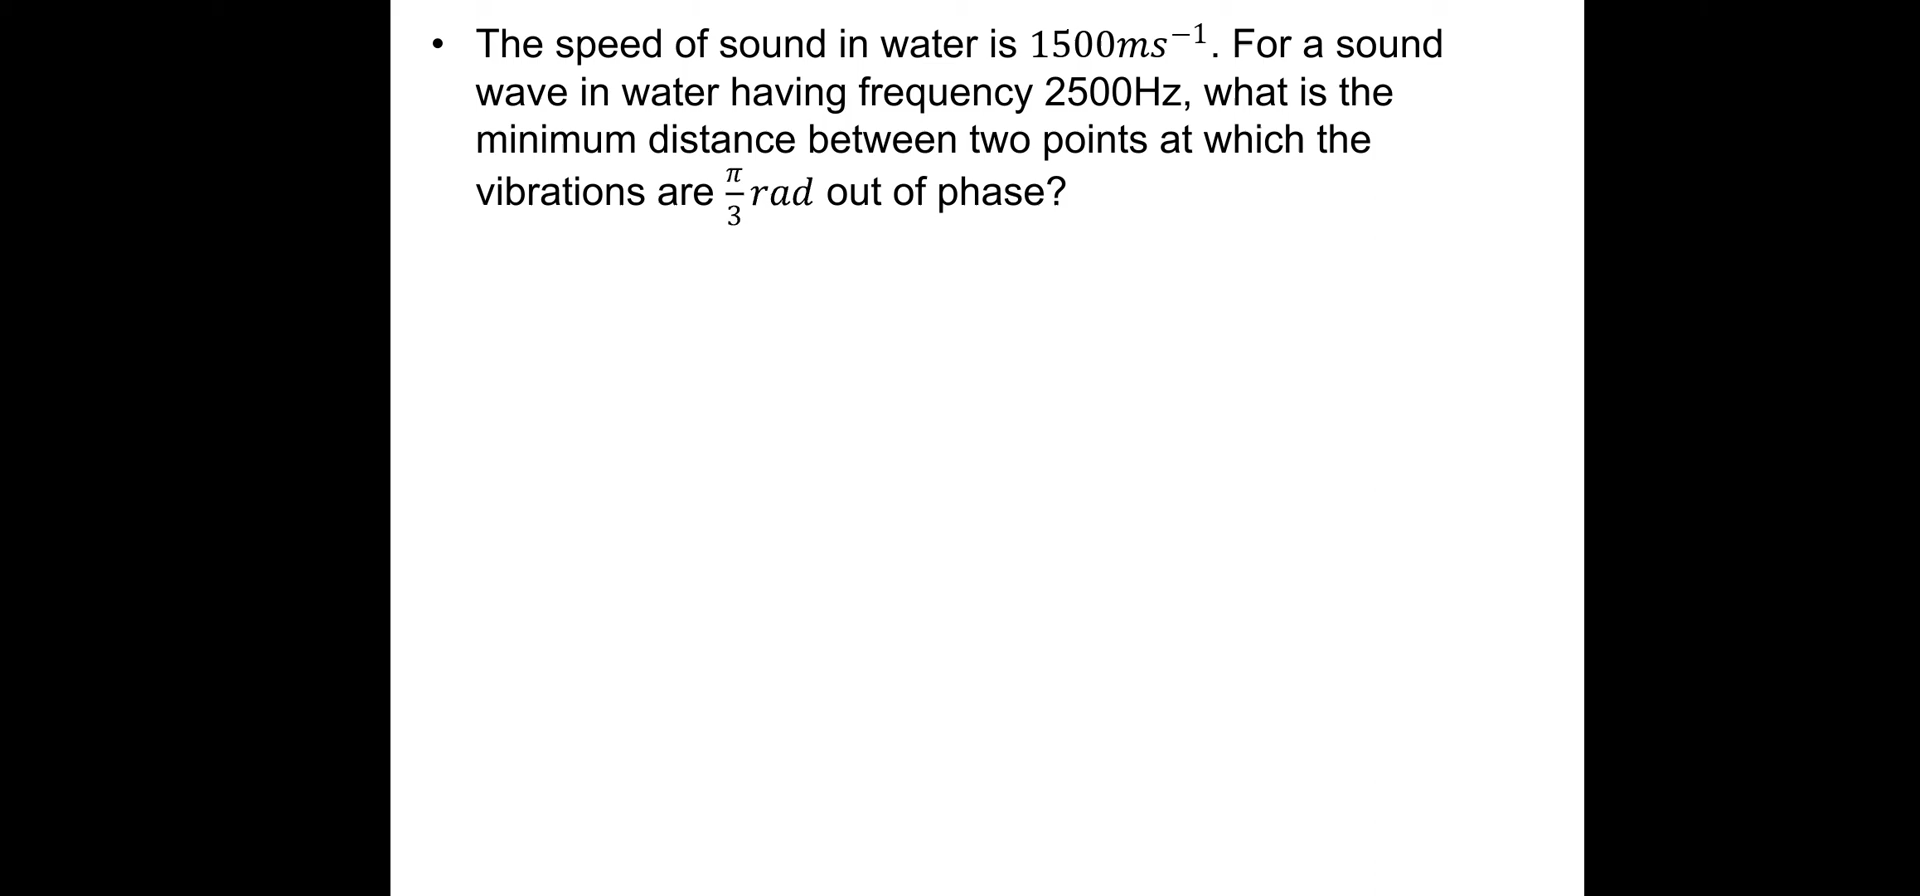 • The speed of sound in water is 1500ms⁻¹. For a sound
wave in water having frequency 2500Hz, what is the
minimum distance between two points at which the
vibrations are π/3 rad out of phase?